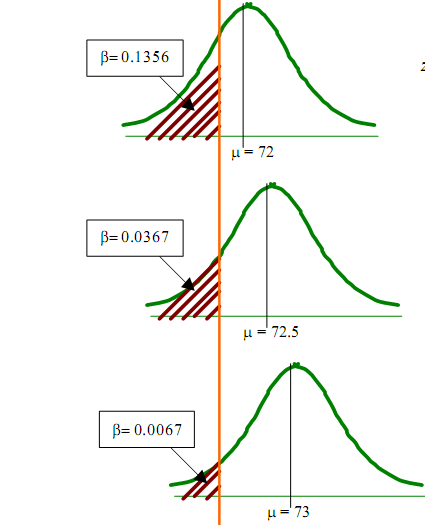 β= 0.1356
z
μ = 72
β= 0.0367
μ = 72.5
β= 0.0067
μ = 73